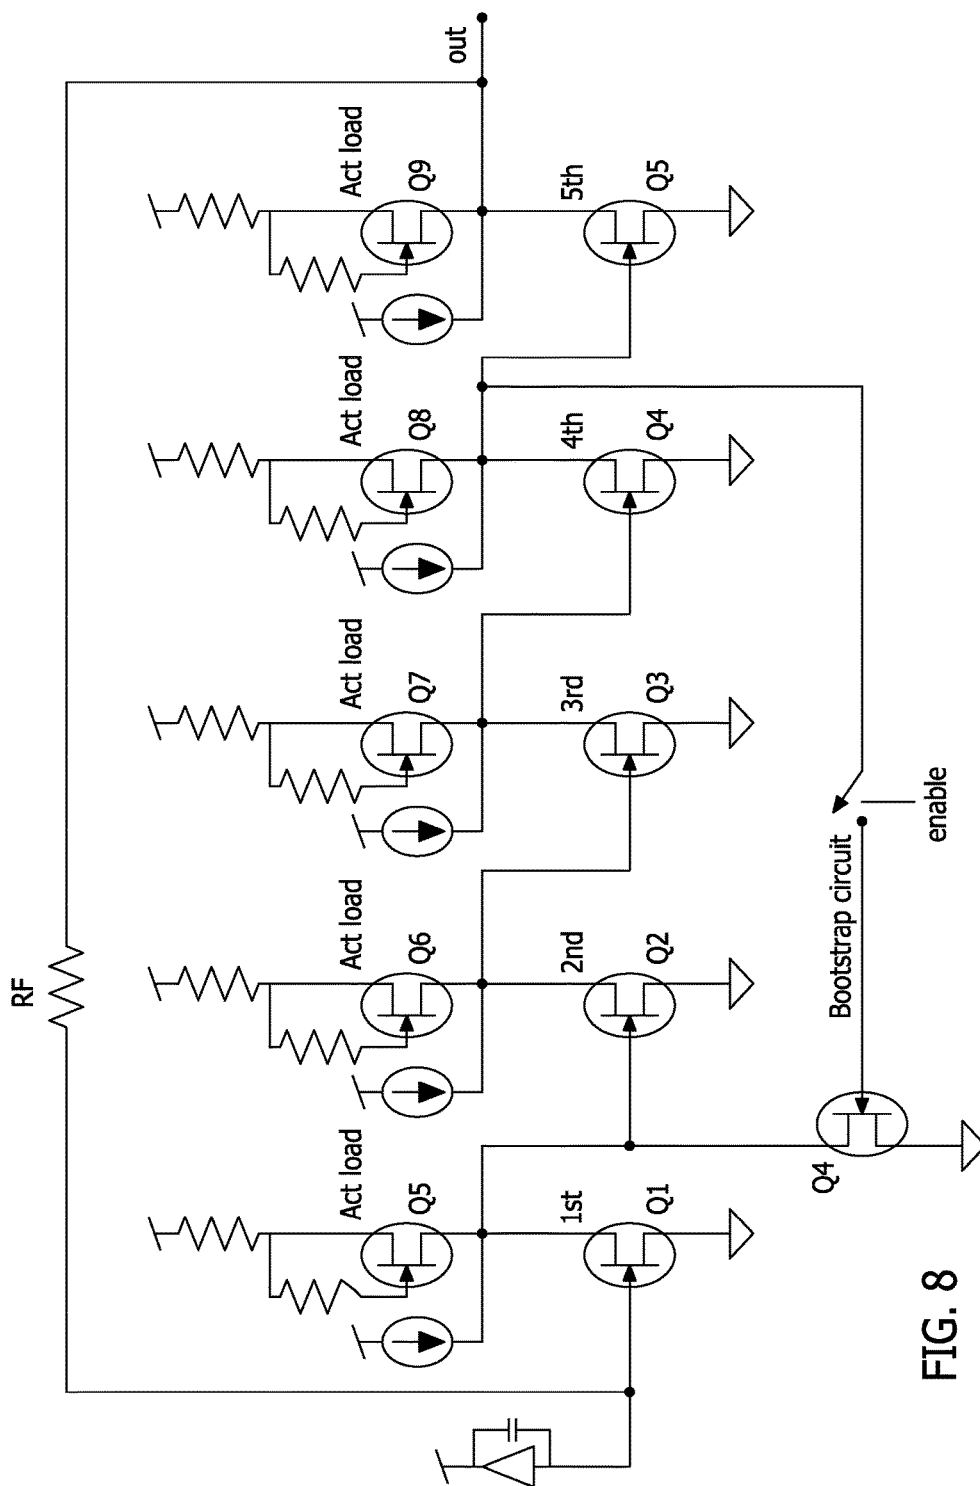 RF
out
Act load
Q5
Act load
Q6
Act load
Q7
Act load
Q8
Act load
Q9
1st
Q1
2nd
Q2
3rd
Q3
4th
Q4
5th
Q5
Q4
Bootstrap circuit
enable
FIG. 8